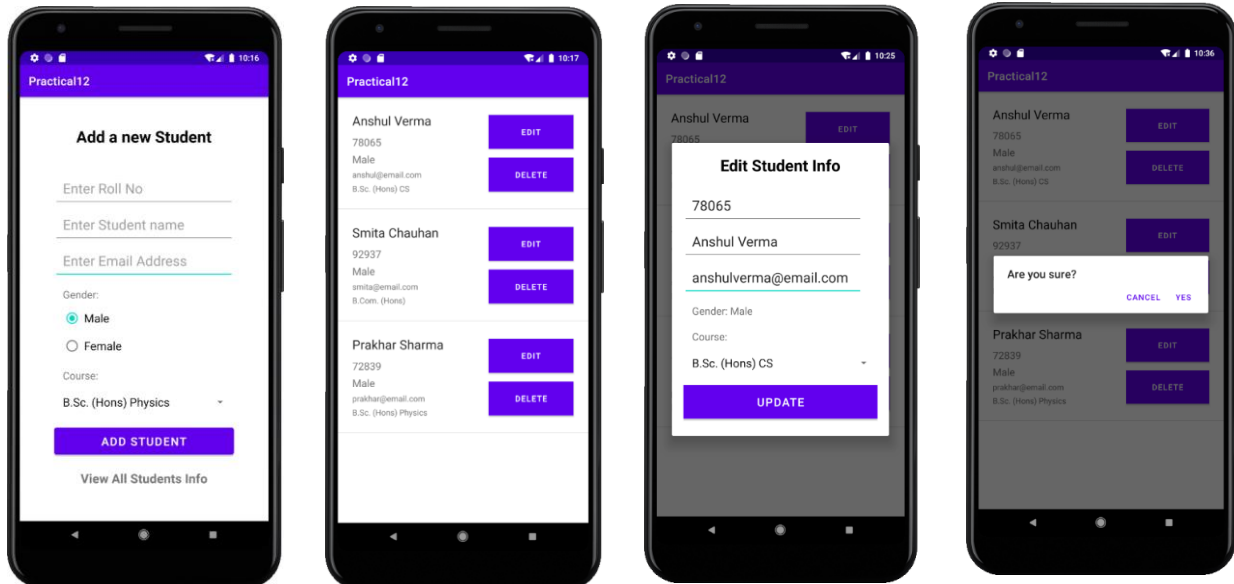 10:16
Practical12
Add a new Student
Enter Roll No
Enter Student name
Enter Email Address
Gender:
Male
Female
Course:
B.Sc. (Hons) Physics
ADD STUDENT
View All Students Info
10:17
Practical12
Anshul Verma
EDIT
78065
Male
DELETE
anshul@email.com
B.Sc. (Hons) CS
Smita Chauhan
EDIT
92937
Male
DELETE
smita@email.com
B.Com. (Hons)
Prakhar Sharma
EDIT
72839
Male
DELETE
prakhar@email.com
B.Sc. (Hons) Physics
10:25
Practical12
Anshul Verma
EDIT
78065
Edit Student Info
78065
Anshul Verma
anshulverma@email.com
Gender: Male
Course:
B.Sc. (Hons) CS
UPDATE
10:36
Practical12
Anshul Verma
EDIT
78065
Male
DELETE
anshul@email.com
B.Sc. (Hons) CS
Smita Chauhan
EDIT
92937
Are you sure?
CANCEL YES
Prakhar Sharma
EDIT
72839
Male
DELETE
prakhar@email.com
B.Sc. (Hons) Physics